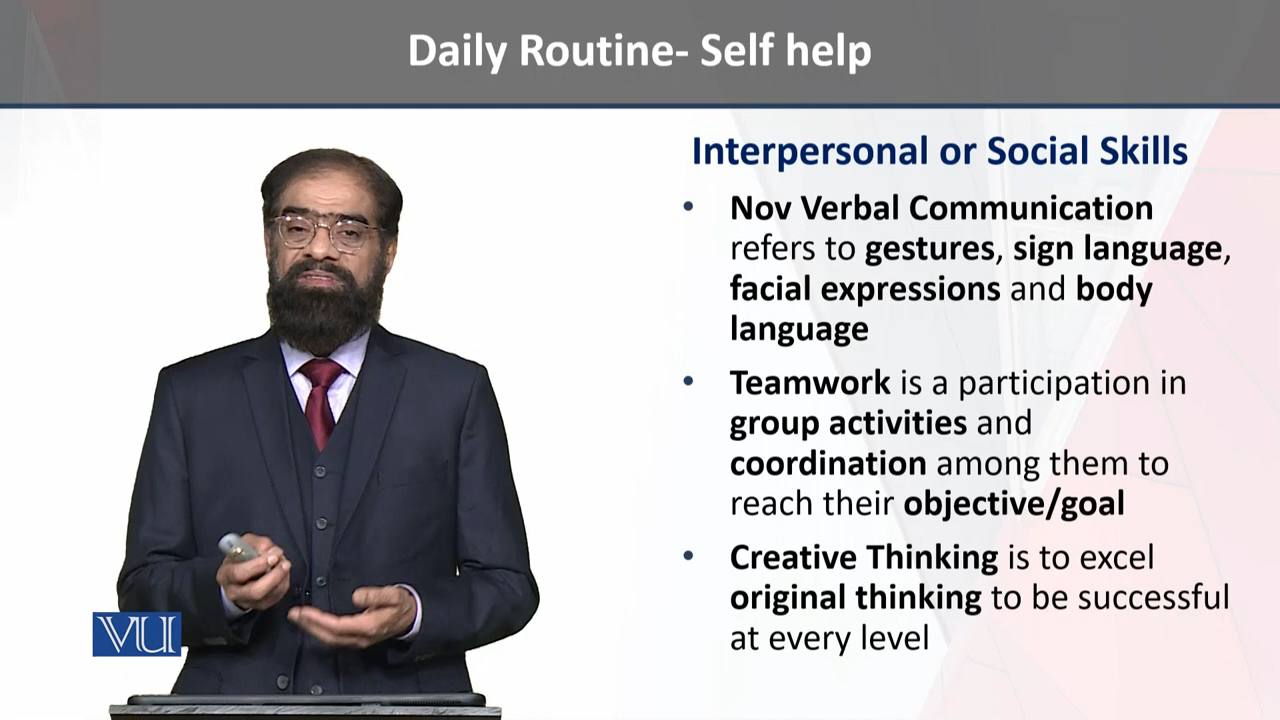 Daily Routine- Self help
Interpersonal or Social Skills
• Nov Verbal Communication
refers to gestures, sign language,
facial expressions and body
language
• Teamwork is a participation in
group activities and
coordination among them to
reach their objective/goal
• Creative Thinking is to excel
original thinking to be successful
at every level
VU